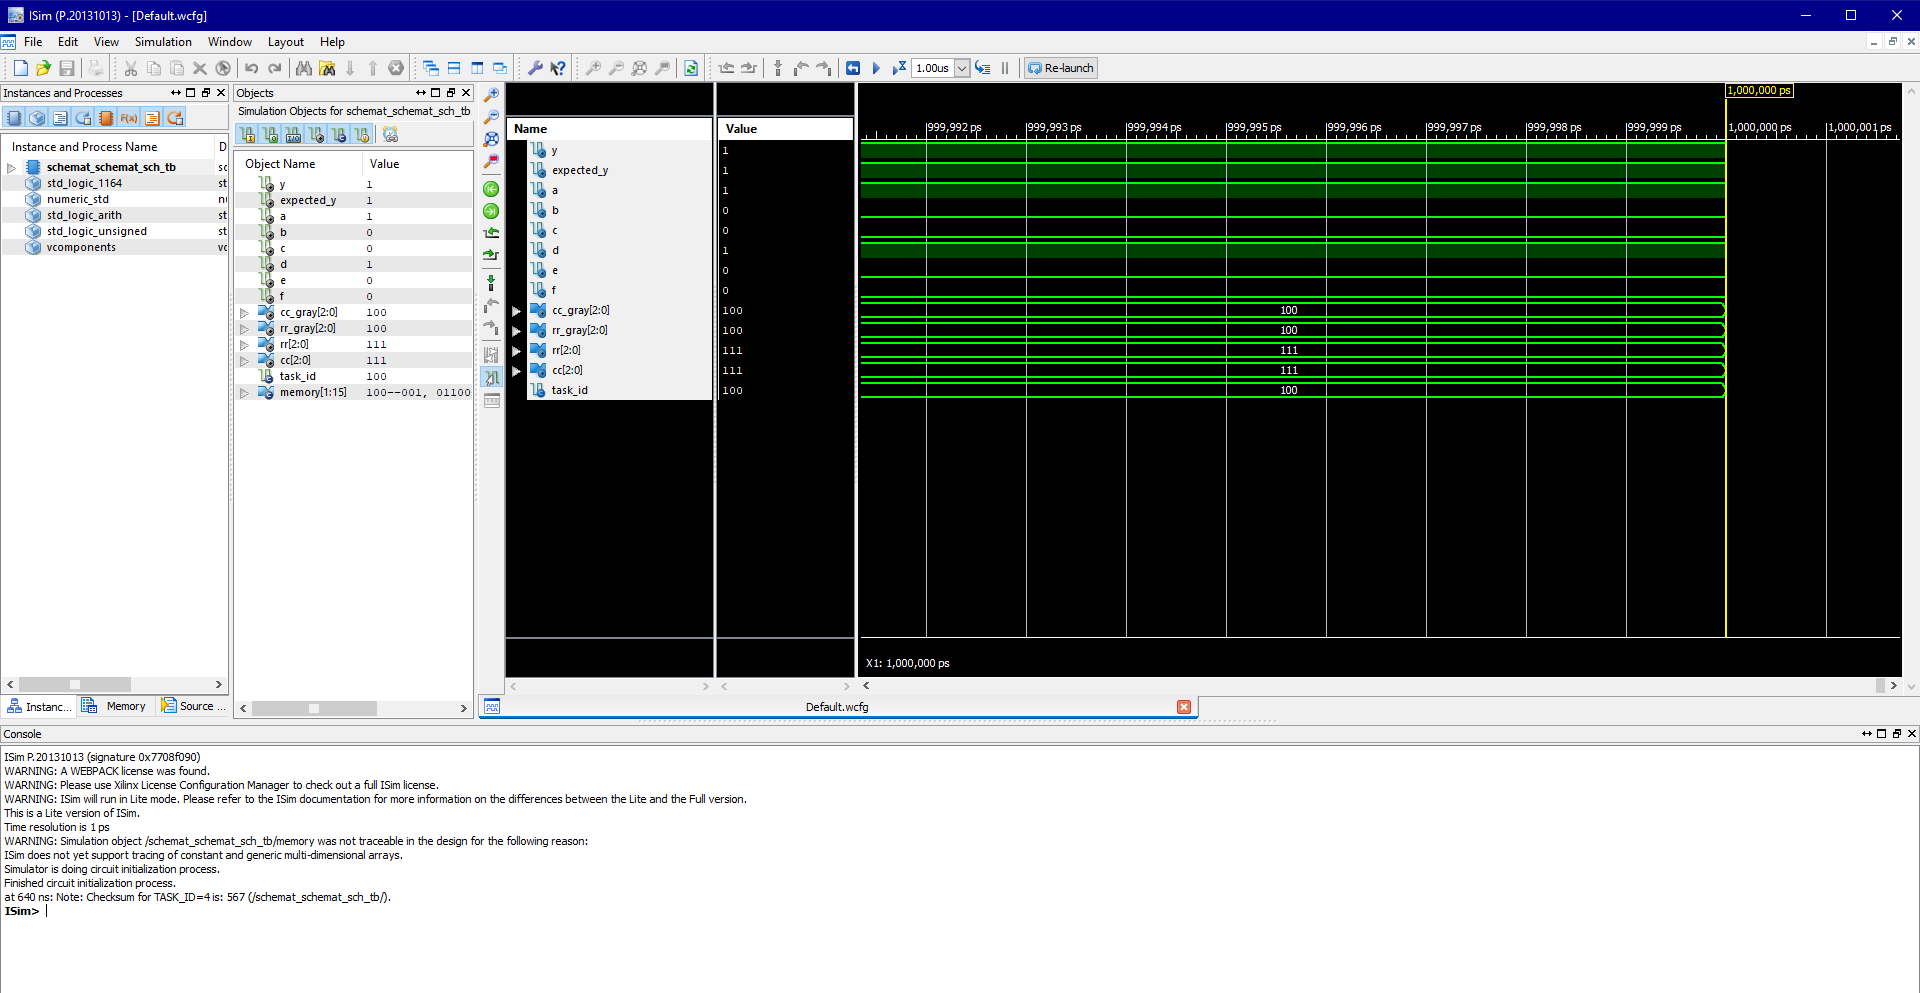 ISim (P.20131013) - [Default.wcfg]
File Edit View Simulation Window Layout Help
1.00us
Re-launch
Instances and Processes
Instance and Process Name
D
schemat_schemat_sch_tb
sc
std_logic_1164
st
numeric_std
std_logic_arith
st
std_logic_unsigned
st
vcomponents
vc
Instanc...
Memory
Source ...
Objects
Simulation Objects for schemat_schemat_sch_tb
Object Name Value
y 1
expected_y 1
a 1
b 0
c 0
d 1
e 0
f 0
cc_gray[2:0] 100
rr_gray[2:0] 100
rr[2:0] 111
cc[2:0] 111
task_id 100
memory[1:15] 100--001, 01100
Name Value
y 1
expected_y 1
a 1
b 0
c 0
d 1
e 0
f 0
cc_gray[2:0] 100
rr_gray[2:0] 100
rr[2:0] 111
cc[2:0] 111
task_id 100
1,000,000 ps
999,992 ps 999,993 ps 999,994 ps 999,995 ps 999,996 ps 999,997 ps 999,998 ps 999,999 ps 1,000,000 ps 1,000,001 ps
100
100
111
111
100
X1: 1,000,000 ps
Default.wcfg
Console
ISim P.20131013 (signature 0x7708f090)
WARNING: A WEBPACK license was found.
WARNING: Please use Xilinx License Configuration Manager to check out a full ISim license.
WARNING: ISim will run in Lite mode. Please refer to the ISim documentation for more information on the differences between the Lite and the Full version.
This is a Lite version of ISim.
Time resolution is 1 ps
WARNING: Simulation object /schemat_schemat_sch_tb/memory was not traceable in the design for the following reason:
ISim does not yet support tracing of constant and generic multi-dimensional arrays.
Simulator is doing circuit initialization process.
Finished circuit initialization process.
at 640 ns: Note: Checksum for TASK_ID=4 is: 567 (/schemat_schemat_sch_tb/).
ISim>